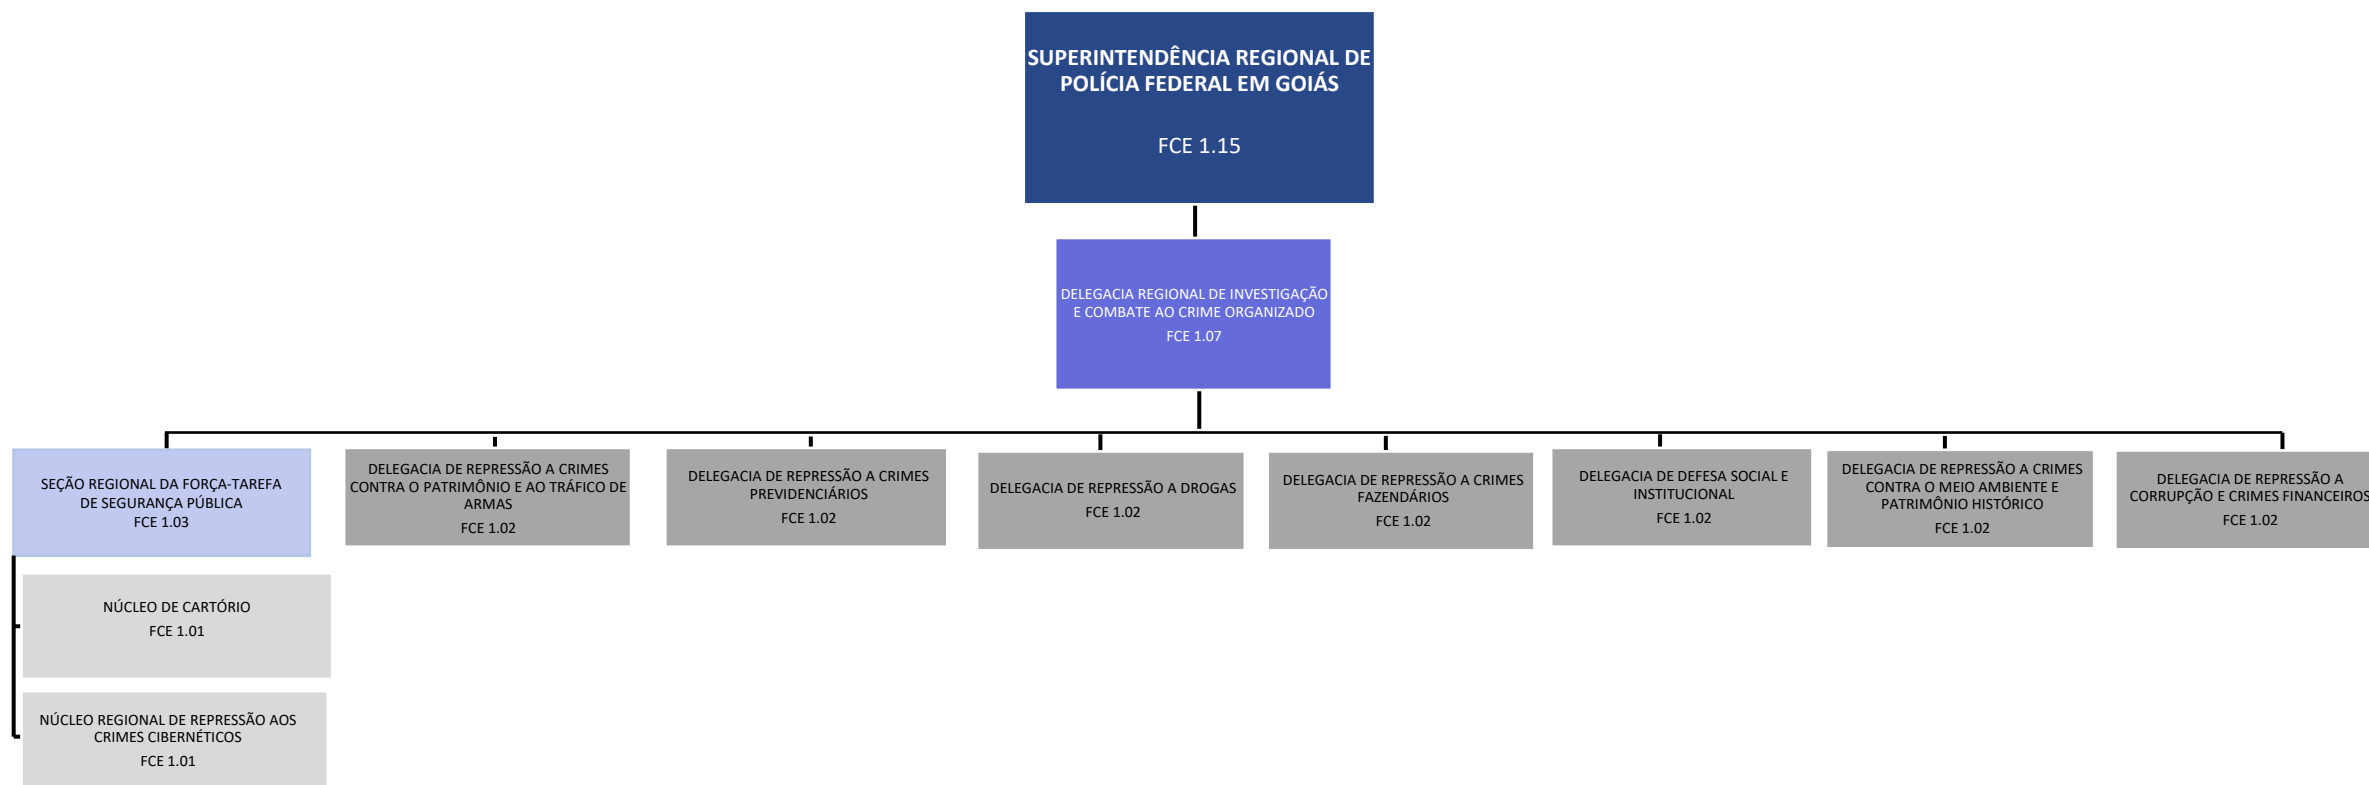 SUPERINTENDÊNCIA REGIONAL DE
POLÍCIA FEDERAL EM GOIÁS
FCE 1.15
DELEGACIA REGIONAL DE INVESTIGAÇÃO
E COMBATE AO CRIME ORGANIZADO
FCE 1.07
SEÇÃO REGIONAL DA FORÇA-TAREFA
DE SEGURANÇA PÚBLICA
FCE 1.03
DELEGACIA DE REPRESSÃO A CRIMES
CONTRA O PATRIMÔNIO E AO TRÁFICO DE
ARMAS
FCE 1.02
DELEGACIA DE REPRESSÃO A CRIMES
PREVIDENCIÁRIOS
FCE 1.02
DELEGACIA DE REPRESSÃO A DROGAS
FCE 1.02
DELEGACIA DE REPRESSÃO A CRIMES
FAZENDÁRIOS
FCE 1.02
DELEGACIA DE DEFESA SOCIAL E
INSTITUCIONAL
FCE 1.02
DELEGACIA DE REPRESSÃO A CRIMES
CONTRA O MEIO AMBIENTE E
PATRIMÔNIO HISTÓRICO
FCE 1.02
DELEGACIA DE REPRESSÃO A
CORRUPÇÃO E CRIMES FINANCEIROS
FCE 1.02
NÚCLEO DE CARTÓRIO
FCE 1.01
NÚCLEO REGIONAL DE REPRESSÃO AOS
CRIMES CIBERNÉTICOS
FCE 1.01